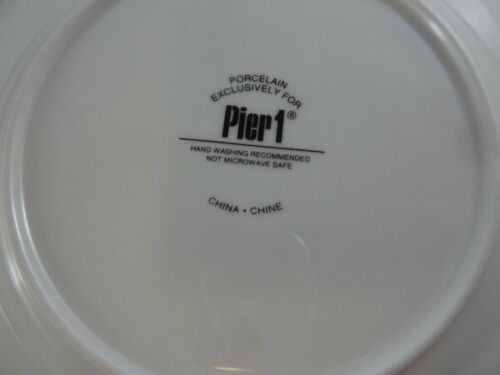 PORCELAIN
EXCLUSIVELY FOR
Pier 1®
HAND WASHING RECOMMENDED
NOT MICROWAVE SAFE
CHINA • CHINE